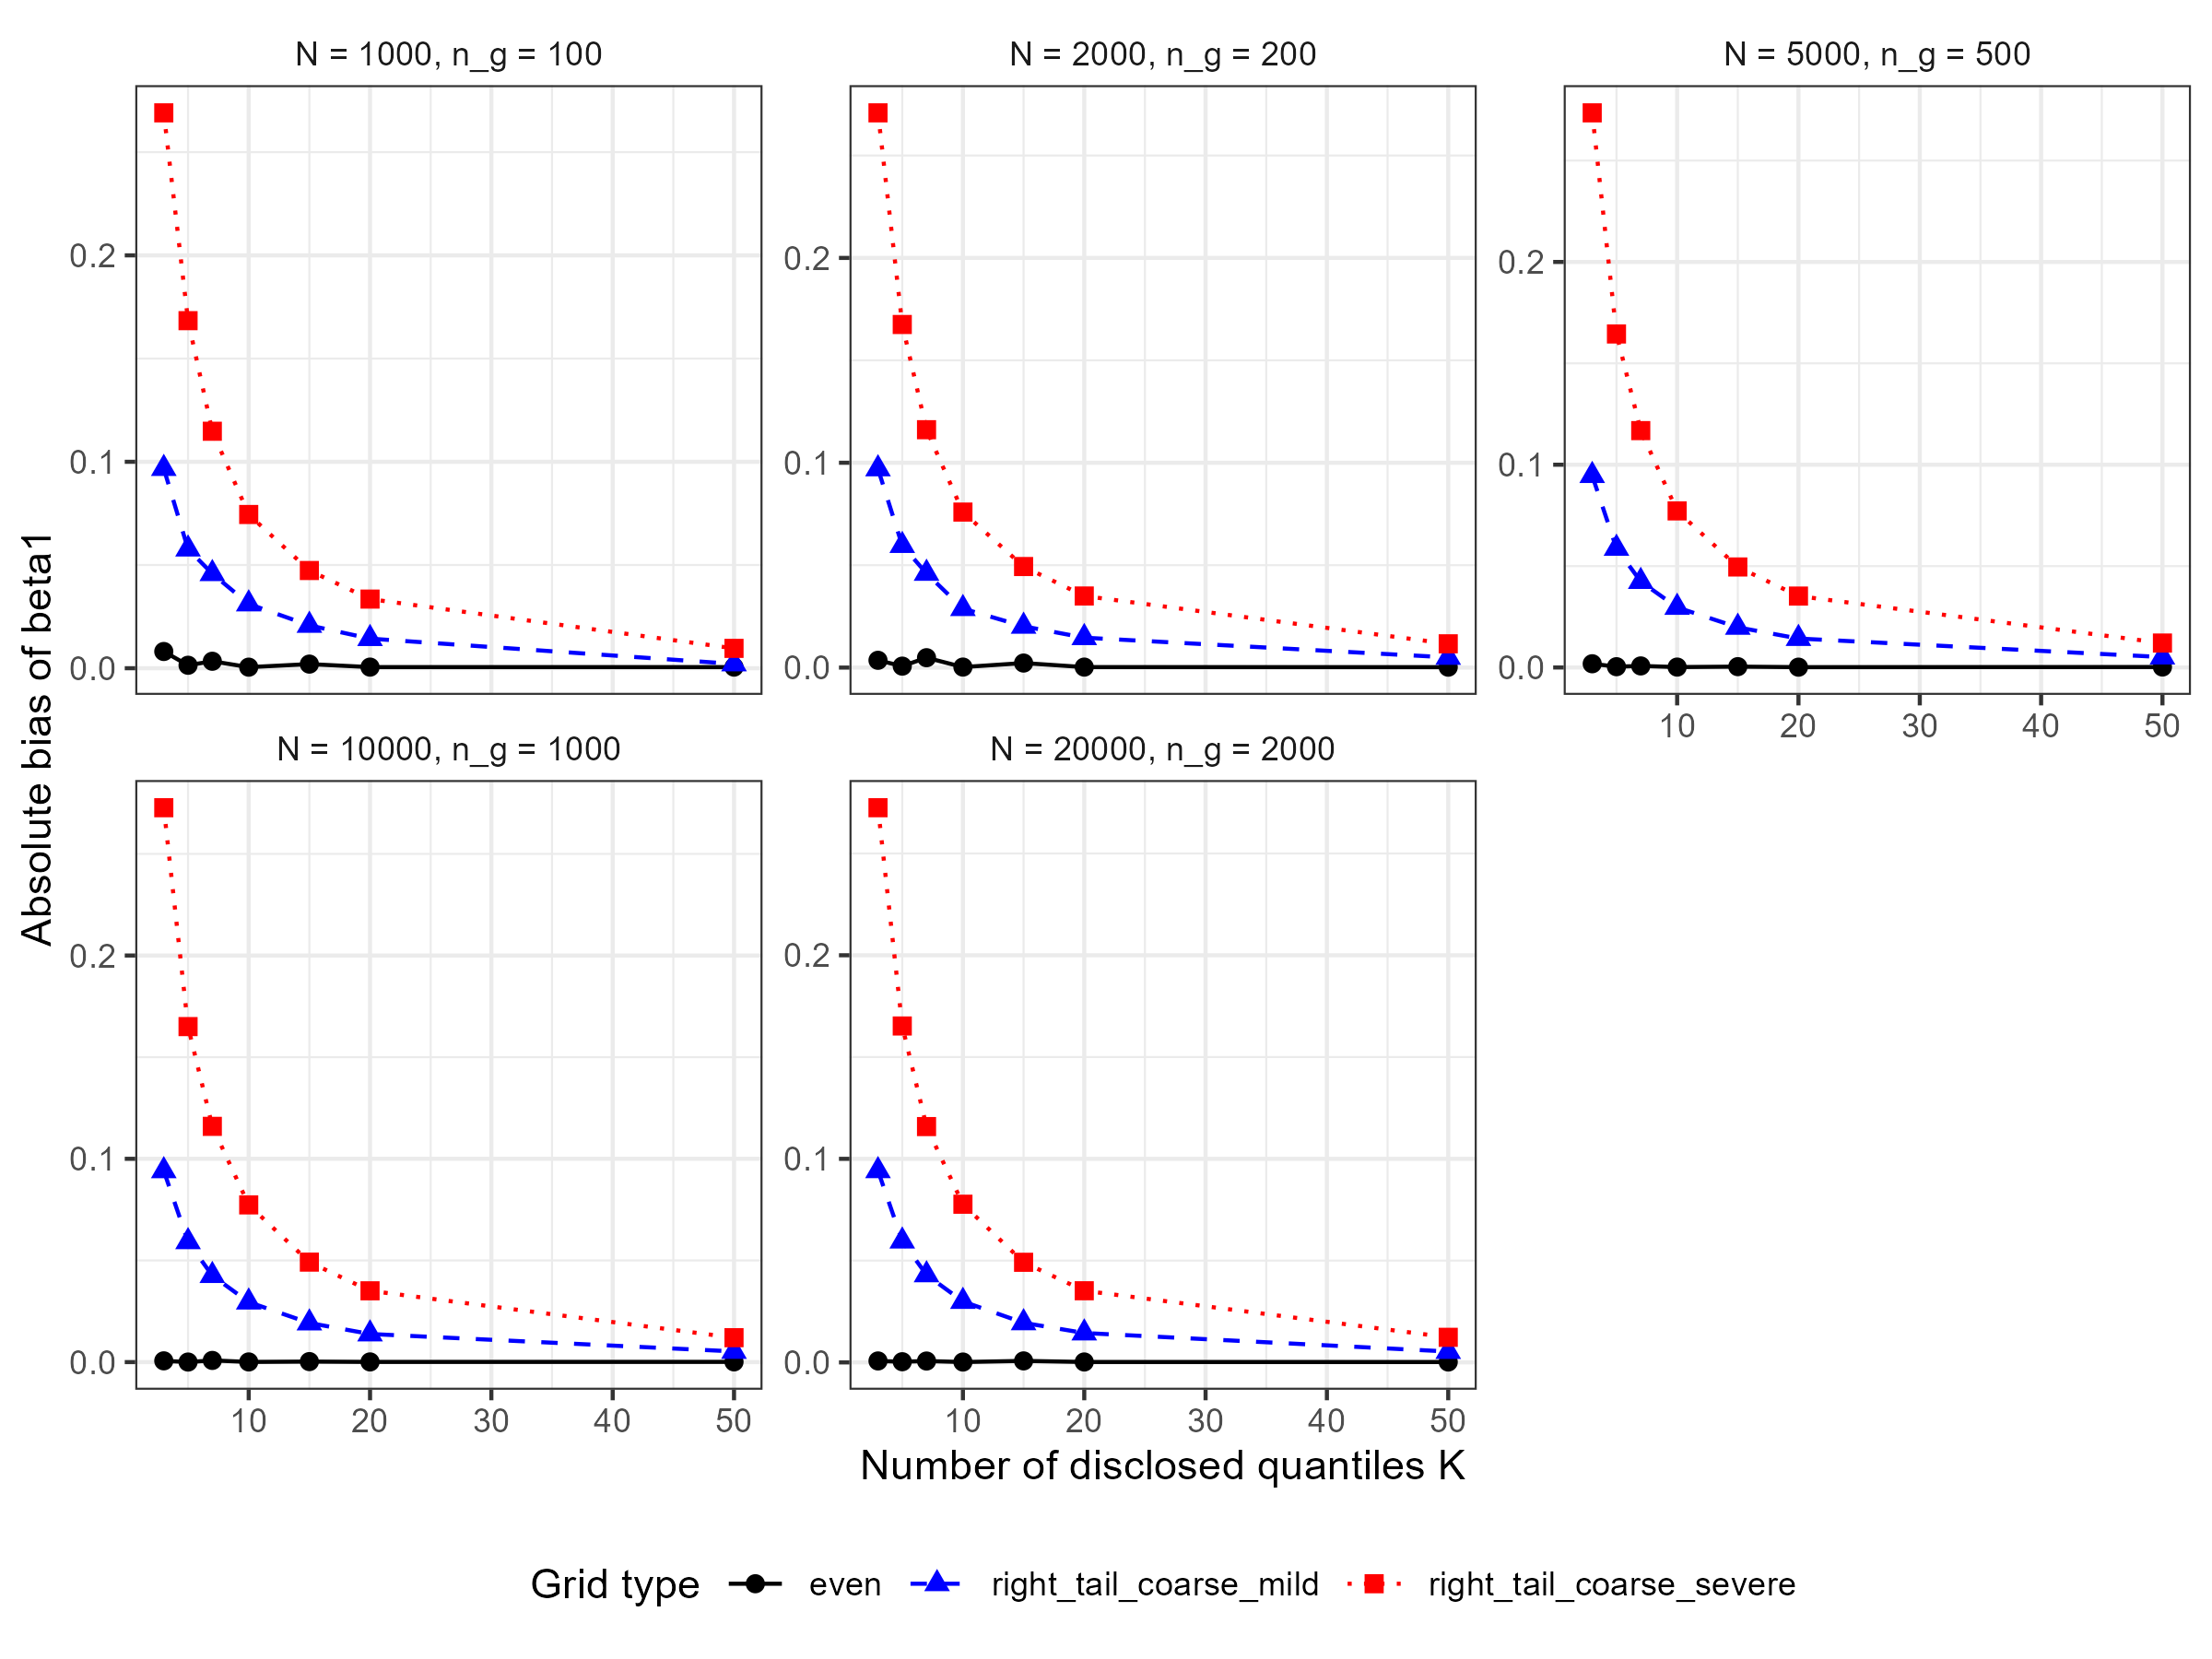 N = 1000, n_g = 100
N = 2000, n_g = 200
N = 5000, n_g = 500
0.2
0.1
0.0
0.2
0.1
0.0
0.2
0.1
0.0
10 20 30 40 50
N = 10000, n_g = 1000
N = 20000, n_g = 2000
0.2
0.1
0.0
0.2
0.1
0.0
10 20 30 40 50
10 20 30 40 50
Absolute bias of beta1
Number of disclosed quantiles K
Grid type even right_tail_coarse_mild right_tail_coarse_severe